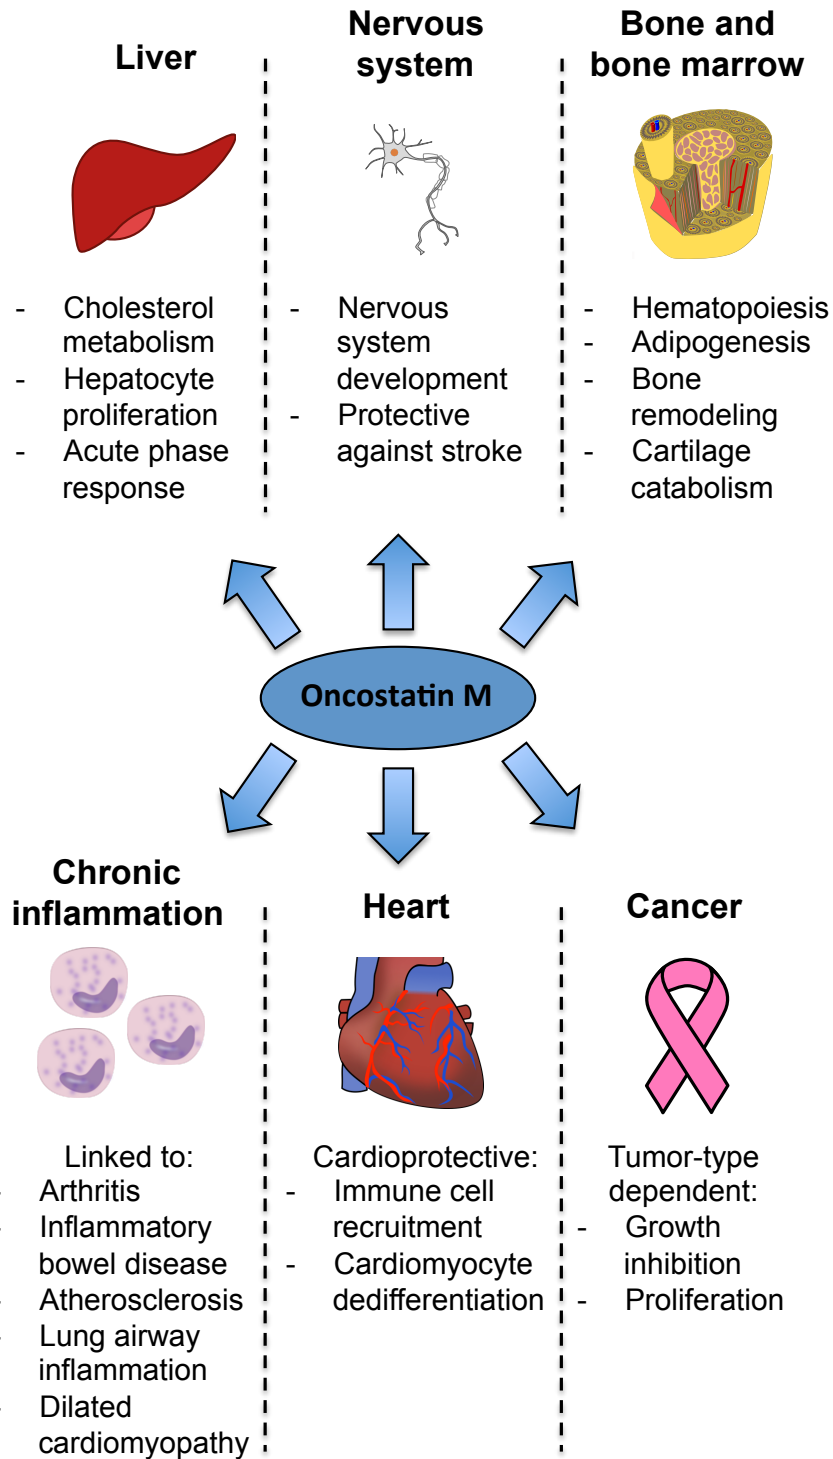 Liver
- Cholesterol
metabolism
- Hepatocyte
proliferation
- Acute phase
response
Nervous
system
- Nervous
system
development
- Protective
against stroke
Bone and
bone marrow
- Hematopoiesis
- Adipogenesis
- Bone
remodeling
- Cartilage
catabolism
Oncostatin M
Chronic
inflammation
Linked to:
- Arthritis
- Inflammatory
bowel disease
- Atherosclerosis
- Lung airway
inflammation
- Dilated
cardiomyopathy
Heart
Cardioprotective:
- Immune cell
recruitment
- Cardiomyocyte
dedifferentiation
Cancer
Tumor-type
dependent:
- Growth
inhibition
- Proliferation